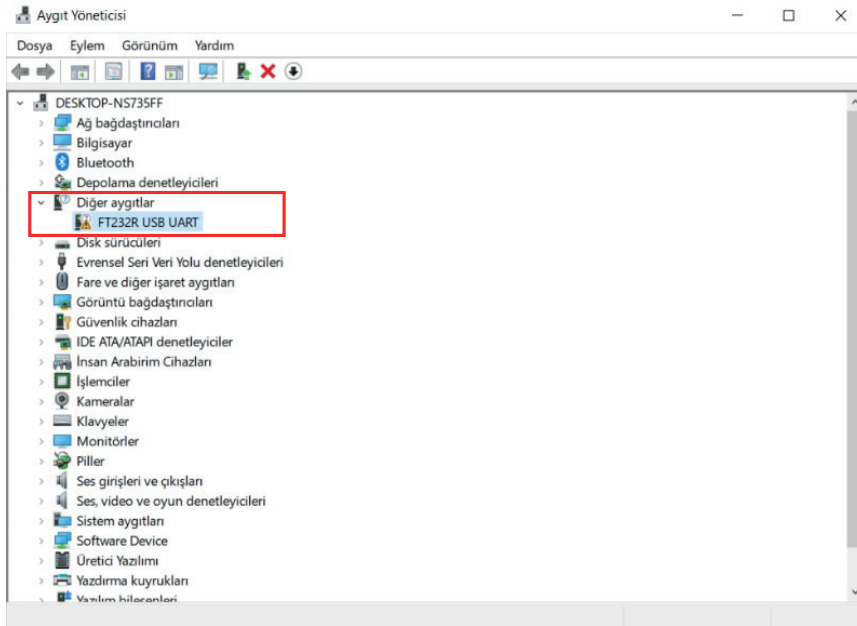 Aygıt Yöneticisi
Dosya Eylem Görünüm Yardım
DESKTOP-NS735FF
Ağ bağdaştırıcıları
Bilgisayar
Bluetooth
Depolama denetleyicileri
Diğer aygıtlar
FT232R USB UART
Disk sürücüleri
Evrensel Seri Veri Yolu denetleyicileri
Fare ve diğer işaret aygıtları
Görüntü bağdaştırıcıları
Güvenlik cihazları
IDE ATA/ATAPI denetleyiciler
İnsan Arabirim Cihazları
İşlemciler
Kameralar
Klavyeler
Monitörler
Piller
Ses girişleri ve çıkışları
Ses, video ve oyun denetleyicileri
Sistem aygıtları
Software Device
Üretici Yazılımı
Yazdırma kuyrukları
Yazılım bileşenleri